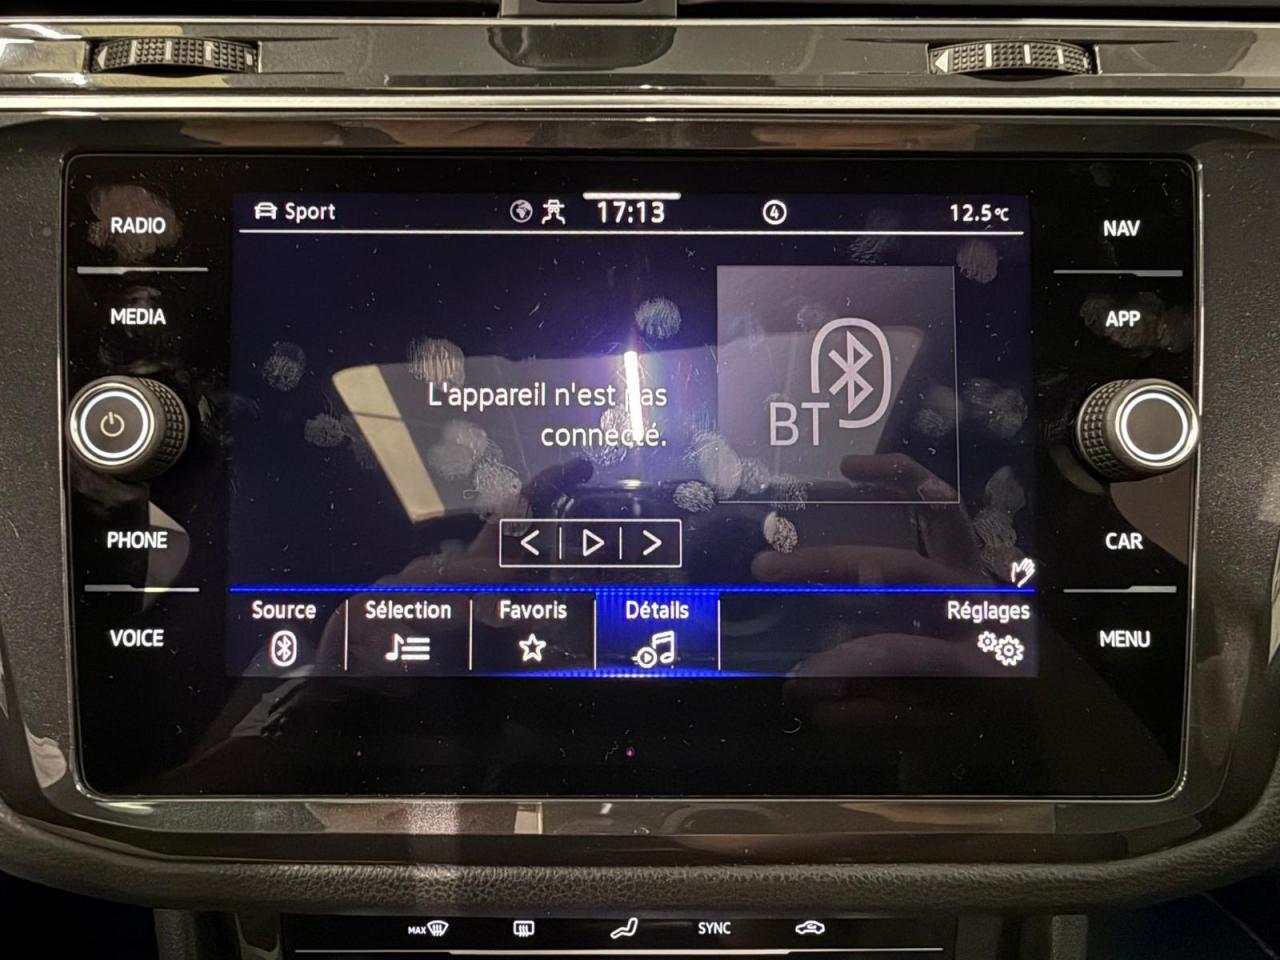 RADIO
MEDIA
PHONE
VOICE
Sport
17:13
4
12.5°C
L'appareil n'est pas
connecté.
BT
Source
Sélection
Favoris
Détails
Réglages
NAV
APP
CAR
MENU
MAX
SYNC